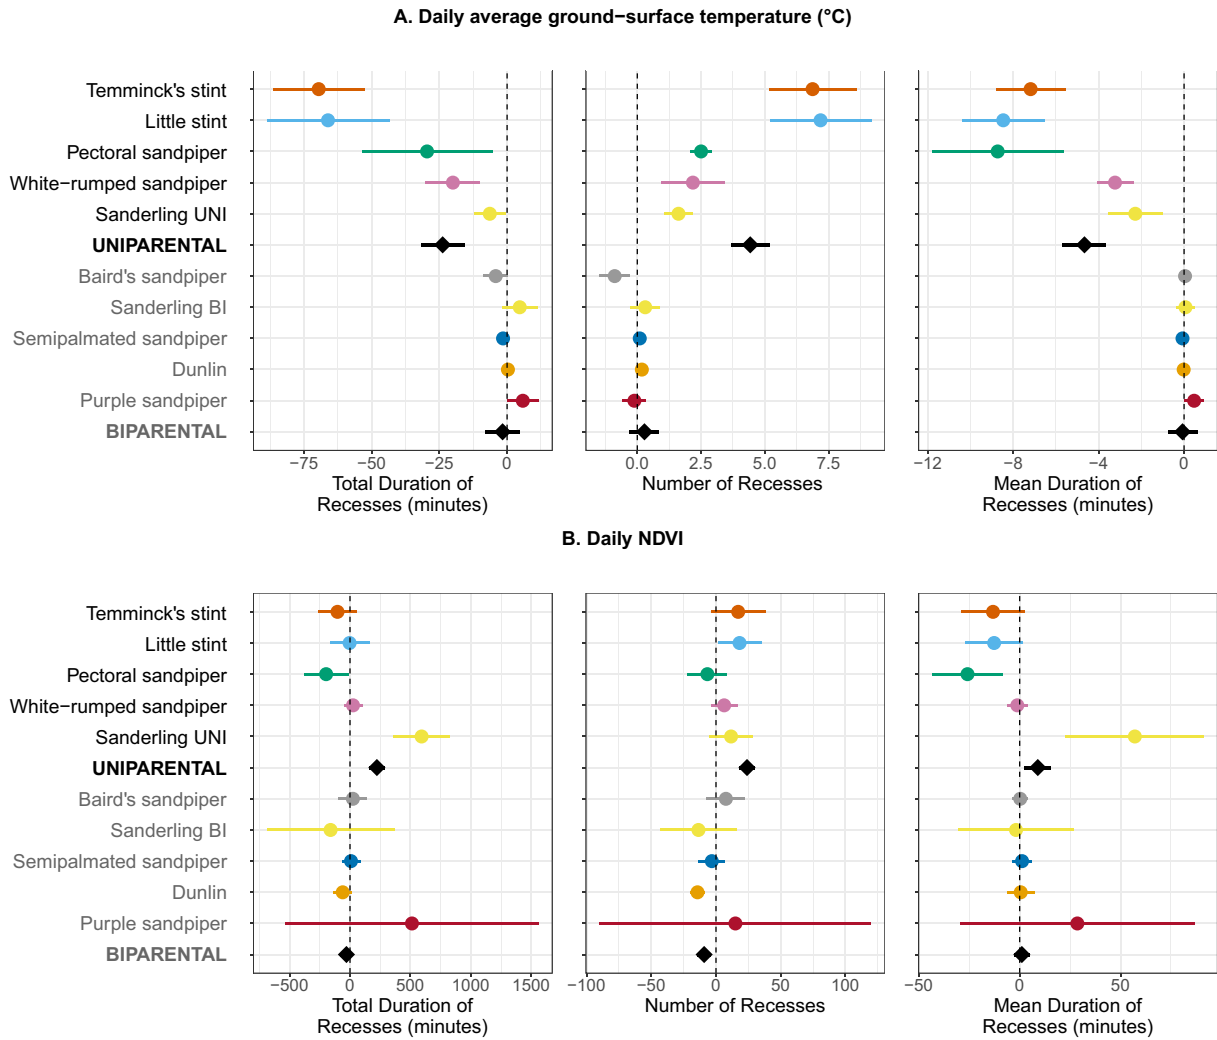 A. Daily average ground−surface temperature (°C)
Temminck's stint
Little stint
Pectoral sandpiper
White−rumped sandpiper
Sanderling UNI
UNIPARENTAL
Baird's sandpiper
Sanderling BI
Semipalmated sandpiper
Dunlin
Purple sandpiper
BIPARENTAL
−75 −50 −25 0 0.0 2.5 5.0 7.5 −12 −8 −4 0
Total Duration of Number of Recesses Mean Duration of
Recesses (minutes) Recesses (minutes)
B. Daily NDVI
Temminck's stint
Little stint
Pectoral sandpiper
White−rumped sandpiper
Sanderling UNI
UNIPARENTAL
Baird's sandpiper
Sanderling BI
Semipalmated sandpiper
Dunlin
Purple sandpiper
BIPARENTAL
−500 0 500 1000 1500 −100 −50 0 50 100 −50 0 50
Total Duration of Number of Recesses Mean Duration of
Recesses (minutes) Recesses (minutes)